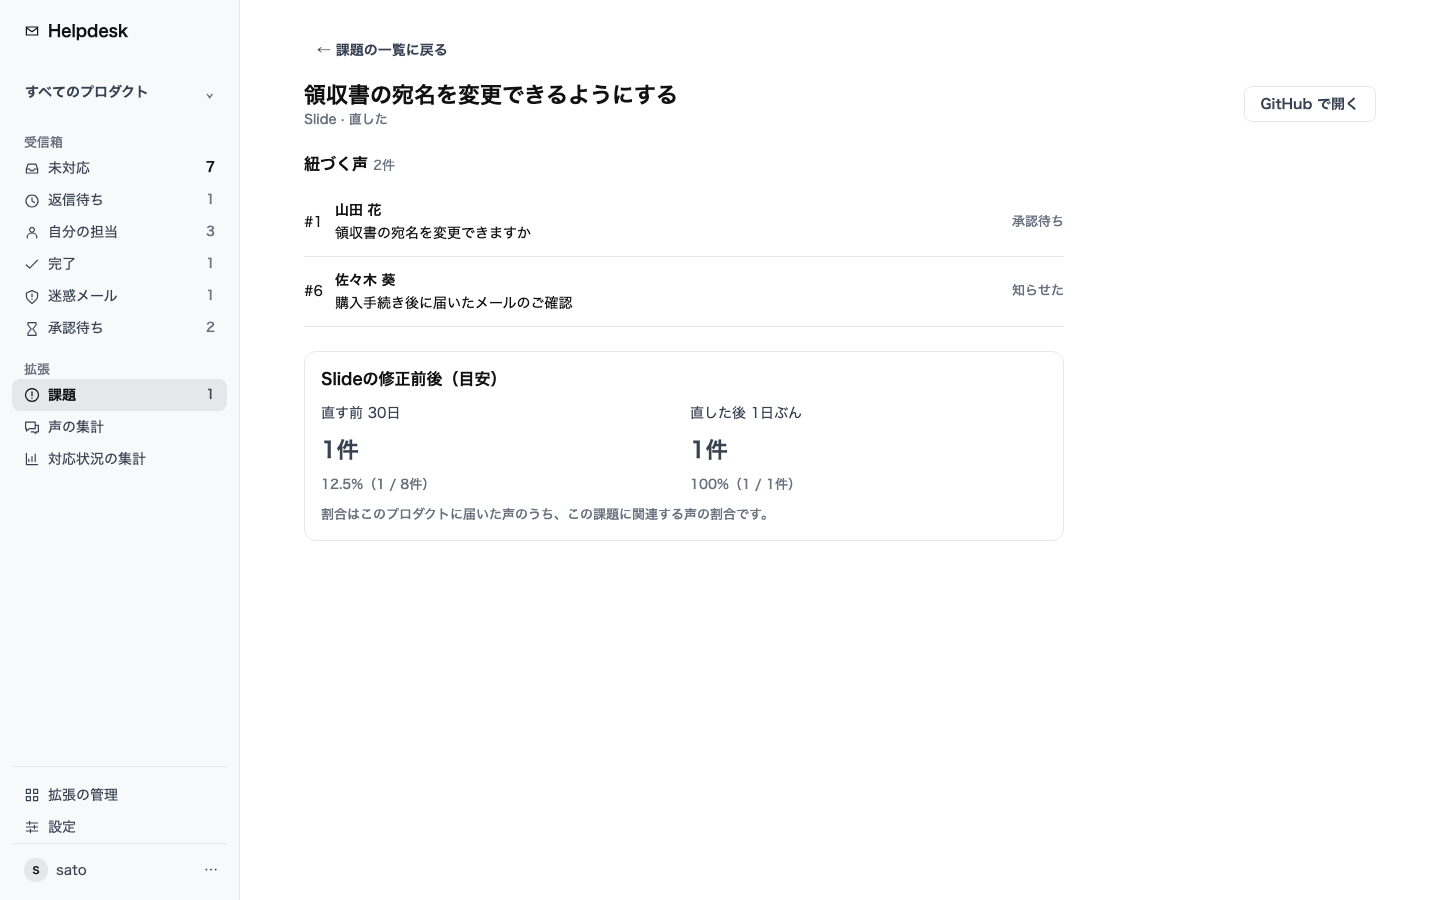 Helpdesk
すべてのプロダクト
受信箱
未対応 7
返信待ち 1
自分の担当 3
完了 1
迷惑メール 1
承認待ち 2
拡張
課題 1
声の集計
対応状況の集計
拡張の管理
設定
S sato ...
← 課題の一覧に戻る
領収書の宛名を変更できるようにする
Slide · 直した
GitHub で開く
紐づく声 2件
#1 山田 花
領収書の宛名を変更できますか
承認待ち
#6 佐々木 葵
購入手続き後に届いたメールのご確認
知らせた
Slideの修正前後（目安）
直す前 30日
1件
12.5%（1 / 8件）
直した後 1日ぶん
1件
100%（1 / 1件）
割合はこのプロダクトに届いた声のうち、この課題に関連する声の割合です。